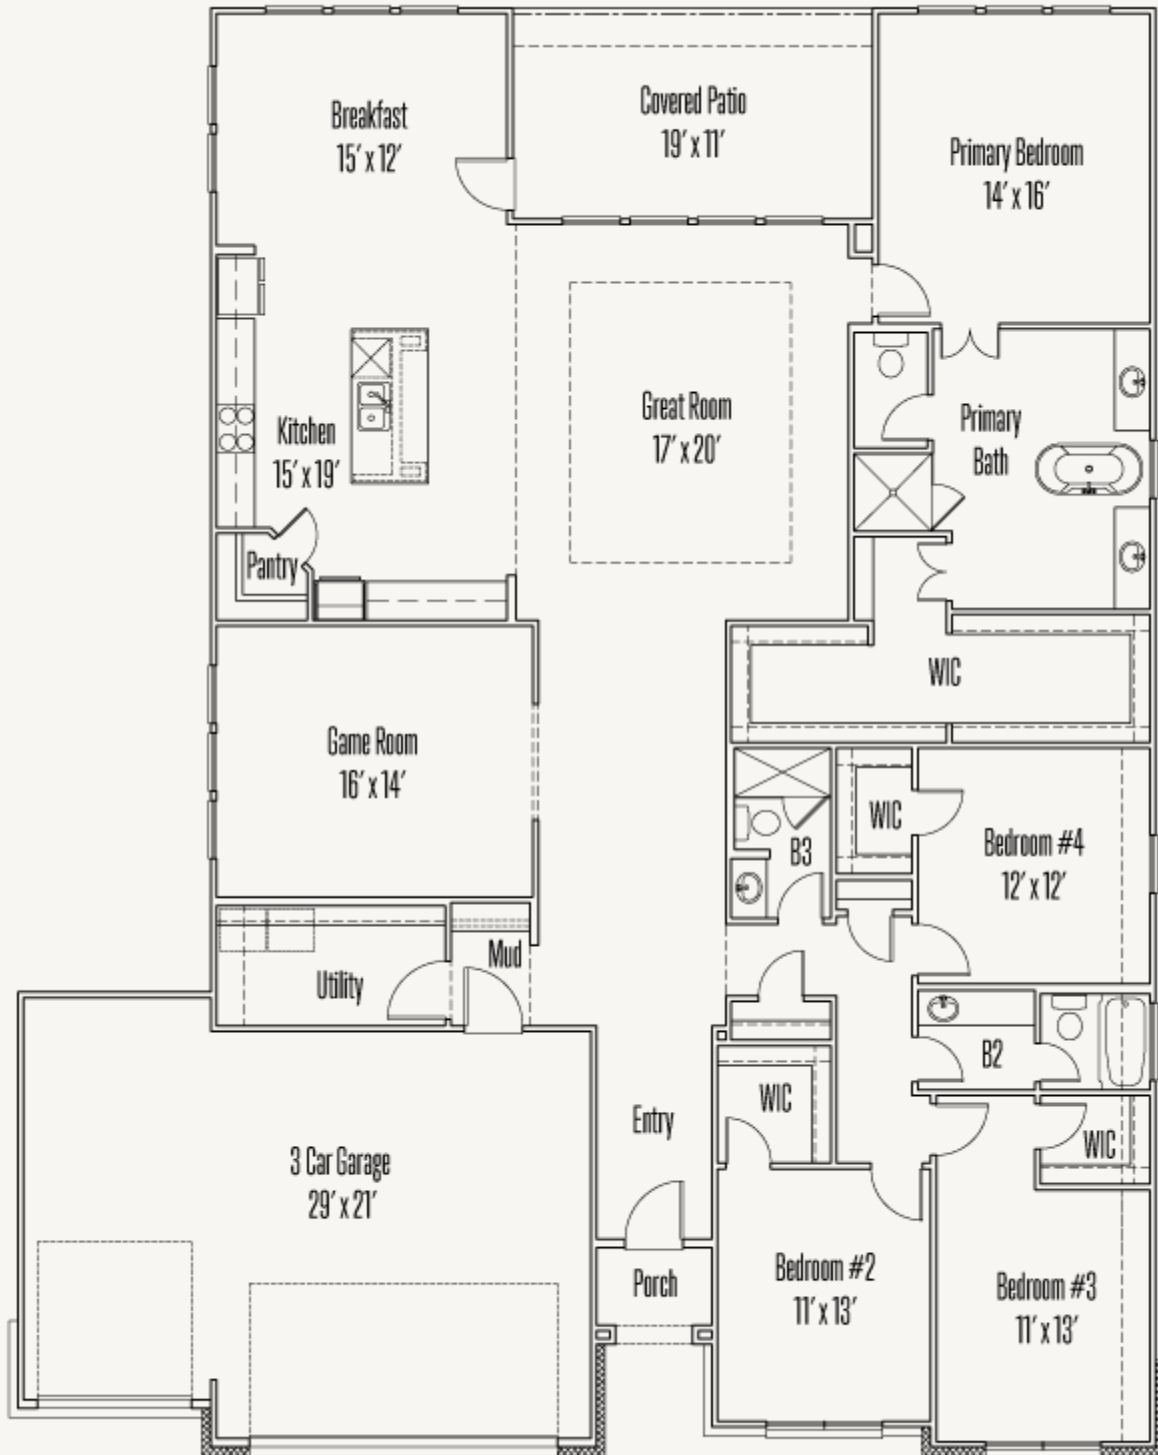 Breakfast
15′ x 12′
Covered Patio
19′ x 11′
Primary Bedroom
14′ x 16′
Kitchen
15′ x 19′
Great Room
17′ x 20′
Primary
Bath
Pantry
WIC
Game Room
16′ x 14′
WIC
B3
Bedroom #4
12′ x 12′
Mud
Utility
B2
WIC
Entry
WIC
3 Car Garage
29′ x 21′
Porch
Bedroom #2
11′ x 13′
Bedroom #3
11′ x 13′